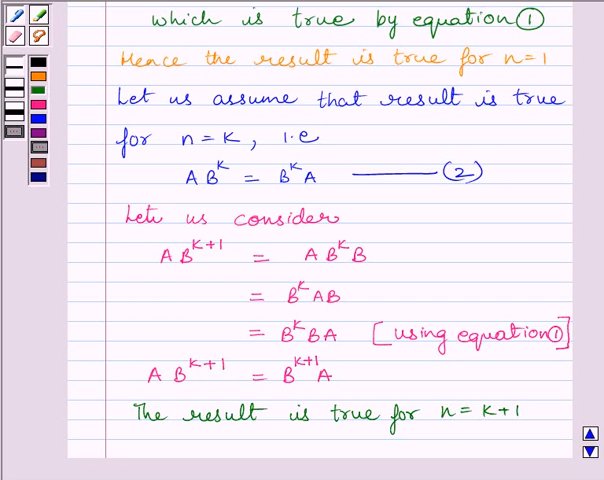 which is true by equation ①
Hence the result is true for n=1
Let us assume that result is true
for n = K, i.e
AB^K = B^K A ——— (2)
Let us consider
AB^{K+1} = AB^K B
= B^K AB
= B^K BA [using equation ①]
AB^{K+1} = B^{K+1} A
The result is true for n = K+1